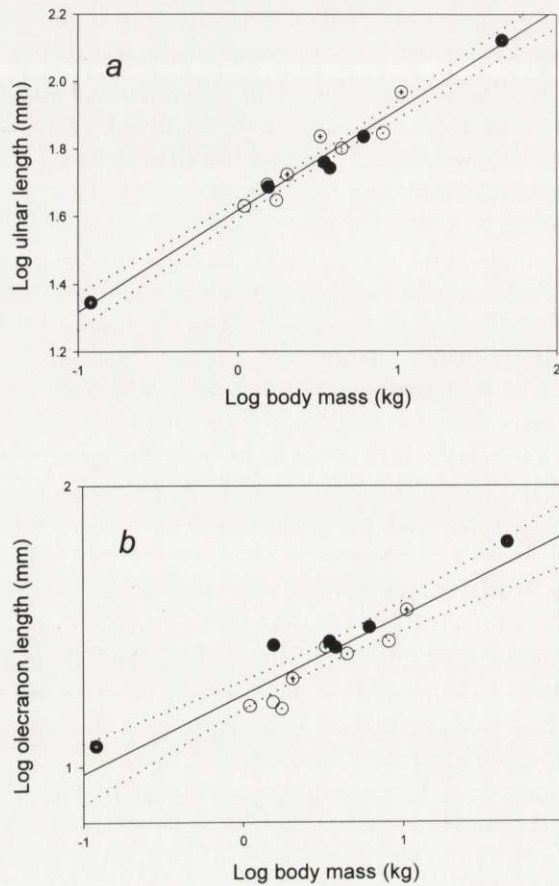 2.2
2.0
1.8
1.6
1.4
1.2
a
Log ulnar length (mm)
-1 0 1 2
Log body mass (kg)
2
1
b
Log olecranon length (mm)
-1 0 1
Log body mass (kg)